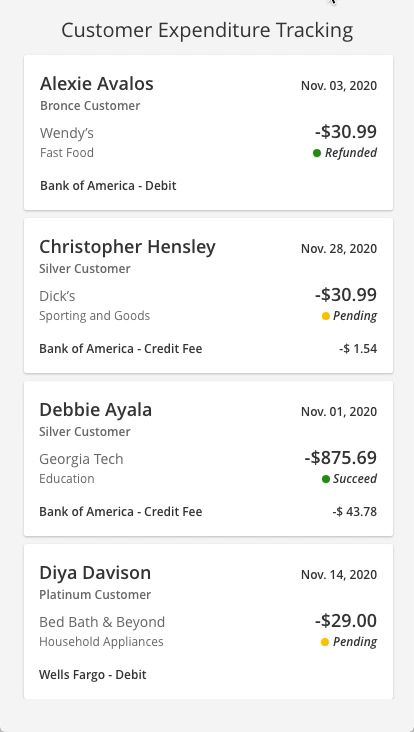 Customer Expenditure Tracking
Alexie Avalos Nov. 03, 2020
Bronce Customer
Wendy's -$30.99
Fast Food Refunded
Bank of America - Debit
Christopher Hensley Nov. 28, 2020
Silver Customer
Dick's -$30.99
Sporting and Goods Pending
Bank of America - Credit Fee -$ 1.54
Debbie Ayala Nov. 01, 2020
Silver Customer
Georgia Tech -$875.69
Education Succeed
Bank of America - Credit Fee -$ 43.78
Diya Davison Nov. 14, 2020
Platinum Customer
Bed Bath & Beyond -$29.00
Household Appliances Pending
Wells Fargo - Debit